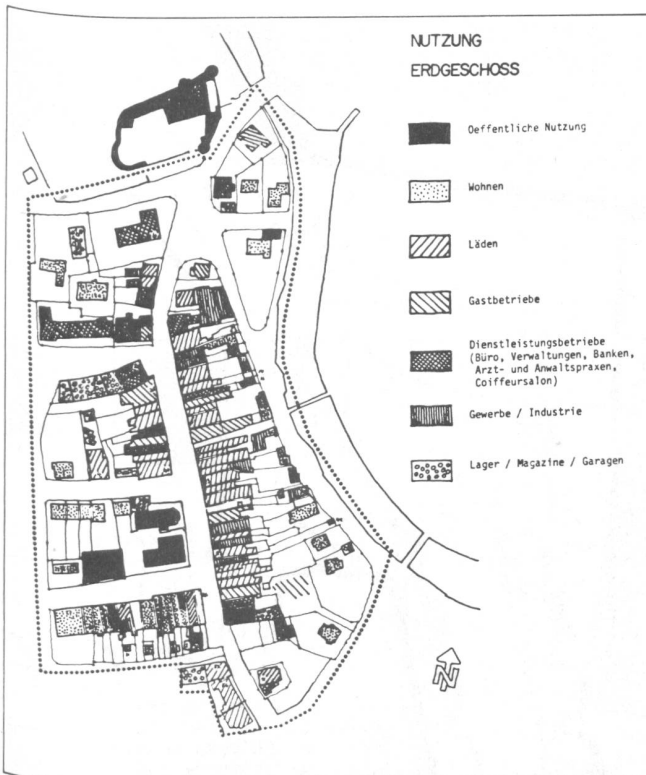 NUTZUNG
ERDGESCHOSS
Oeffentliche Nutzung
Wohnen
Läden
Gastbetriebe
Dienstleistungsbetriebe
(Büro, Verwaltungen, Banken,
Arzt- und Anwaltspraxen,
Coiffeursalon)
Gewerbe / Industrie
Lager / Magazine / Garagen
N